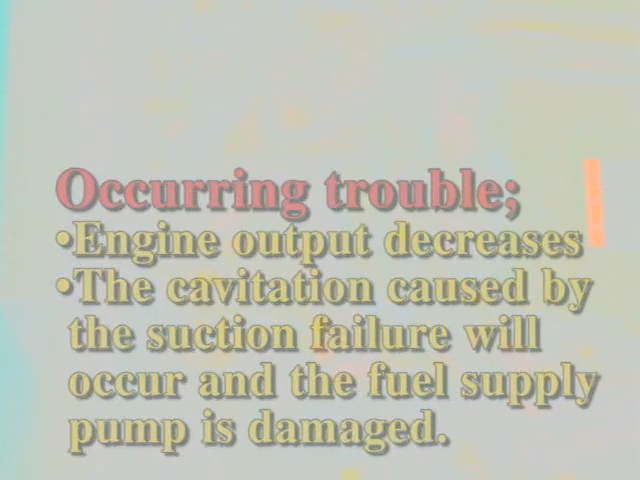 Occurring trouble;
•Engine output decreases
•The cavitation caused by
the suction failure will
occur and the fuel supply
pump is damaged.